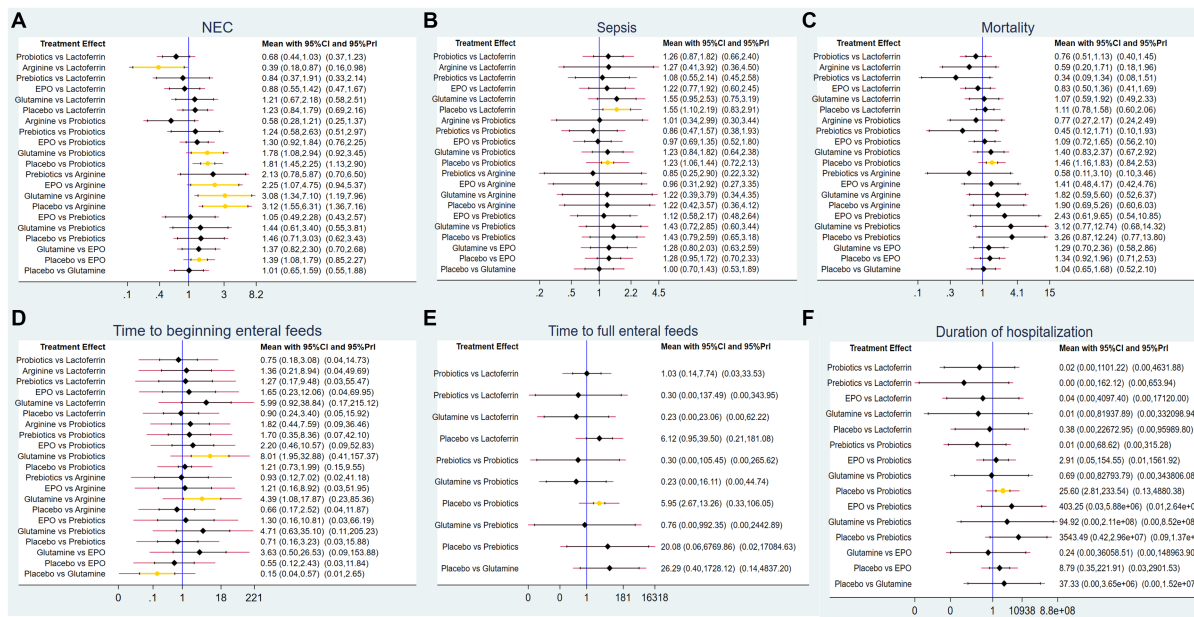 A
NEC
Treatment Effect Mean with 95%CI and 95%PrI
Probiotics vs Lactoferrin 0.68 (0.44,1.03) (0.37,1.23)
Arginine vs Lactoferrin 0.39 (0.18,0.87) (0.16,0.98)
Prebiotics vs Lactoferrin 0.84 (0.37,1.91) (0.33,2.14)
EPO vs Lactoferrin 0.88 (0.55,1.42) (0.47,1.67)
Glutamine vs Lactoferrin 1.21 (0.67,2.18) (0.58,2.51)
Placebo vs Lactoferrin 1.23 (0.84,1.79) (0.69,2.16)
Arginine vs Probiotics 0.58 (0.28,1.21) (0.25,1.37)
Prebiotics vs Probiotics 1.24 (0.58,2.63) (0.51,2.97)
EPO vs Probiotics 1.30 (0.92,1.84) (0.76,2.25)
Glutamine vs Probiotics 1.78 (1.08,2.94) (0.92,3.45)
Placebo vs Probiotics 1.81 (1.45,2.25) (1.13,2.90)
Prebiotics vs Arginine 2.13 (0.78,5.87) (0.70,6.50)
EPO vs Arginine 2.25 (1.07,4.75) (0.94,5.37)
Glutamine vs Arginine 3.08 (1.34,7.10) (1.19,7.96)
Placebo vs Arginine 3.12 (1.55,6.31) (1.36,7.16)
EPO vs Prebiotics 1.05 (0.49,2.28) (0.43,2.57)
Glutamine vs Prebiotics 1.44 (0.61,3.40) (0.55,3.81)
Placebo vs Prebiotics 1.46 (0.71,3.03) (0.62,3.43)
Glutamine vs EPO 1.37 (0.82,2.30) (0.70,2.68)
Placebo vs EPO 1.39 (1.08,1.79) (0.85,2.27)
Placebo vs Glutamine 1.01 (0.65,1.59) (0.55,1.88)
.1 .4 1 3 8.2
B
Sepsis
Treatment Effect Mean with 95%CI and 95%PrI
Probiotics vs Lactoferrin 1.26 (0.87,1.82) (0.66,2.40)
Arginine vs Lactoferrin 1.27 (0.41,3.92) (0.36,4.50)
Prebiotics vs Lactoferrin 1.08 (0.55,2.14) (0.45,2.58)
EPO vs Lactoferrin 1.22 (0.77,1.92) (0.60,2.45)
Glutamine vs Lactoferrin 1.55 (0.95,2.53) (0.75,3.19)
Placebo vs Lactoferrin 1.55 (1.10,2.19) (0.83,2.91)
Arginine vs Probiotics 1.01 (0.34,2.99) (0.30,3.44)
Prebiotics vs Probiotics 0.86 (0.47,1.57) (0.38,1.93)
EPO vs Probiotics 0.97 (0.69,1.35) (0.52,1.80)
Glutamine vs Probiotics 1.23 (0.84,1.82) (0.64,2.38)
Placebo vs Probiotics 1.23 (1.06,1.44) (0.72,2.13)
Prebiotics vs Arginine 0.85 (0.25,2.90) (0.22,3.32)
EPO vs Arginine 0.96 (0.31,2.92) (0.27,3.35)
Glutamine vs Arginine 1.22 (0.39,3.79) (0.34,4.35)
Placebo vs Arginine 1.22 (0.42,3.57) (0.36,4.12)
EPO vs Prebiotics 1.12 (0.58,2.17) (0.48,2.64)
Glutamine vs Prebiotics 1.43 (0.72,2.85) (0.60,3.44)
Placebo vs Prebiotics 1.43 (0.79,2.59) (0.65,3.18)
Glutamine vs EPO 1.28 (0.80,2.03) (0.63,2.59)
Placebo vs EPO 1.28 (0.95,1.72) (0.70,2.33)
Placebo vs Glutamine 1.00 (0.70,1.43) (0.53,1.89)
.2 .5 1 2.2 4.5
C
Mortality
Treatment Effect Mean with 95%CI and 95%PrI
Probiotics vs Lactoferrin 0.76 (0.51,1.13) (0.40,1.45)
Arginine vs Lactoferrin 0.59 (0.20,1.71) (0.18,1.96)
Prebiotics vs Lactoferrin 0.34 (0.09,1.34) (0.08,1.51)
EPO vs Lactoferrin 0.83 (0.50,1.36) (0.41,1.69)
Glutamine vs Lactoferrin 1.07 (0.59,1.92) (0.49,2.33)
Placebo vs Lactoferrin 1.11 (0.78,1.58) (0.60,2.06)
Arginine vs Probiotics 0.77 (0.27,2.17) (0.24,2.49)
Prebiotics vs Probiotics 0.45 (0.12,1.71) (0.10,1.93)
EPO vs Probiotics 1.09 (0.72,1.65) (0.56,2.10)
Glutamine vs Probiotics 1.40 (0.83,2.37) (0.67,2.92)
Placebo vs Probiotics 1.46 (1.16,1.83) (0.84,2.53)
Prebiotics vs Arginine 0.58 (0.11,3.10) (0.10,3.46)
EPO vs Arginine 1.41 (0.48,4.17) (0.42,4.76)
Glutamine vs Arginine 1.82 (0.59,5.60) (0.52,6.37)
Placebo vs Arginine 1.90 (0.69,5.26) (0.60,6.03)
EPO vs Prebiotics 2.43 (0.61,9.65) (0.54,10.85)
Glutamine vs Prebiotics 3.12 (0.77,12.74) (0.68,14.32)
Placebo vs Prebiotics 3.26 (0.87,12.24) (0.77,13.80)
Glutamine vs EPO 1.29 (0.70,2.36) (0.58,2.86)
Placebo vs EPO 1.34 (0.92,1.96) (0.71,2.53)
Placebo vs Glutamine 1.04 (0.65,1.68) (0.52,2.10)
.1 .3 1 4.1 15
D
Time to beginning enteral feeds
Treatment Effect Mean with 95%CI and 95%PrI
Probiotics vs Lactoferrin 0.75 (0.18,3.08) (0.04,14.73)
Arginine vs Lactoferrin 1.36 (0.21,8.94) (0.04,49.69)
Prebiotics vs Lactoferrin 1.27 (0.17,9.48) (0.03,55.47)
EPO vs Lactoferrin 1.65 (0.23,12.06) (0.04,69.95)
Glutamine vs Lactoferrin 5.99 (0.92,38.84) (0.17,215.12)
Placebo vs Lactoferrin 0.90 (0.24,3.40) (0.05,15.92)
Arginine vs Probiotics 1.82 (0.44,7.59) (0.09,36.46)
Prebiotics vs Probiotics 1.70 (0.35,8.36) (0.07,42.10)
EPO vs Probiotics 2.20 (0.46,10.57) (0.09,52.83)
Glutamine vs Probiotics 8.01 (1.95,32.88) (0.41,157.37)
Placebo vs Probiotics 1.21 (0.73,1.99) (0.15,9.55)
Prebiotics vs Arginine 0.93 (0.12,7.02) (0.02,41.18)
EPO vs Arginine 1.21 (0.16,8.92) (0.03,51.95)
Glutamine vs Arginine 4.39 (1.08,17.87) (0.23,85.36)
Placebo vs Arginine 0.66 (0.17,2.52) (0.04,11.87)
EPO vs Prebiotics 1.30 (0.16,10.81) (0.03,66.19)
Glutamine vs Prebiotics 4.71 (0.63,35.10) (0.11,205.23)
Placebo vs Prebiotics 0.71 (0.16,3.23) (0.03,15.88)
Glutamine vs EPO 3.63 (0.50,26.53) (0.09,153.88)
Placebo vs EPO 0.55 (0.12,2.43) (0.03,11.84)
Placebo vs Glutamine 0.15 (0.04,0.57) (0.01,2.65)
0 .1 1 18 221
E
Time to full enteral feeds
Treatment Effect Mean with 95%CI and 95%PrI
Probiotics vs Lactoferrin 1.03 (0.14,7.74) (0.03,33.53)
Prebiotics vs Lactoferrin 0.30 (0.00,137.49) (0.00,343.95)
Glutamine vs Lactoferrin 0.23 (0.00,23.06) (0.00,62.22)
Placebo vs Lactoferrin 6.12 (0.95,39.50) (0.21,181.08)
Prebiotics vs Probiotics 0.30 (0.00,105.45) (0.00,265.62)
Glutamine vs Probiotics 0.23 (0.00,16.11) (0.00,44.74)
Placebo vs Probiotics 5.95 (2.67,13.26) (0.33,106.05)
Glutamine vs Prebiotics 0.76 (0.00,992.35) (0.00,2442.89)
Placebo vs Prebiotics 20.08 (0.06,6769.86) (0.02,17084.63)
Placebo vs Glutamine 26.29 (0.40,1728.12) (0.14,4837.20)
0 0 1 181 16318
F
Duration of hospitalization
Treatment Effect Mean with 95%CI and 95%PrI
Probiotics vs Lactoferrin 0.02 (0.00,1101.22) (0.00,4631.88)
Prebiotics vs Lactoferrin 0.00 (0.00,162.12) (0.00,653.94)
EPO vs Lactoferrin 0.04 (0.00,4097.40) (0.00,17120.00)
Glutamine vs Lactoferrin 0.01 (0.00,81937.89) (0.00,332098.94
Placebo vs Lactoferrin 0.38 (0.00,22672.95) (0.00,95989.80)
Prebiotics vs Probiotics 0.01 (0.00,68.62) (0.00,315.28)
EPO vs Probiotics 2.91 (0.05,154.55) (0.01,1561.92)
Glutamine vs Probiotics 0.69 (0.00,82793.79) (0.00,343806.08
Placebo vs Probiotics 25.60 (2.81,233.54) (0.13,4880.38)
EPO vs Prebiotics 403.25 (0.03,5.88e+06) (0.01,2.64e+0
Glutamine vs Prebiotics 94.92 (0.00,2.11e+08) (0.00,8.52e+08
Placebo vs Prebiotics 3543.49 (0.42,2.96e+07) (0.09,1.37e+
Glutamine vs EPO 0.24 (0.00,36058.51) (0.00,148963.90
Placebo vs EPO 8.79 (0.35,221.91) (0.03,2901.53)
Placebo vs Glutamine 37.33 (0.00,3.65e+06) (0.00,1.52e+07
0 0 1 10938 8.8e+08